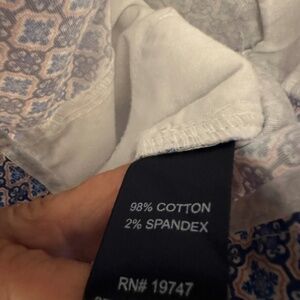 98% COTTON
2% SPANDEX
RN# 19747